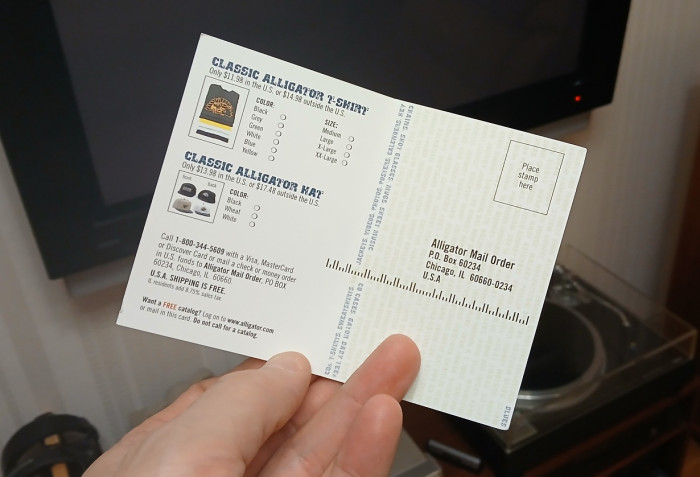 CLASSIC ALLIGATOR T-SHIRT
Only $11.98 in the U.S. or $14.98 outside the U.S.
COLOR:
Black
Grey
Green
White
Blue
Yellow
SIZE:
Medium
Large
X-Large
XX-Large
CLASSIC ALLIGATOR HAT
Only $13.98 in the U.S. or $17.48 outside the U.S.
Front
Back
COLOR:
Black
Wheat
White
Call 1-800-344-5609 with a Visa, MasterCard
or Discover Card or mail a check or money order
in U.S. funds to Alligator Mail Order, PO BOX
60234, Chicago, IL 60660.
U.S.A. SHIPPING IS FREE.
IL residents add 8.75% sales tax
Want a FREE catalog? Log on to www.alligator.com
or mail in this card. Do not call for a catalog.
Place
stamp
here
Alligator Mail Order
P.O. Box 60234
Chicago, IL 60660-0234
U.S.A